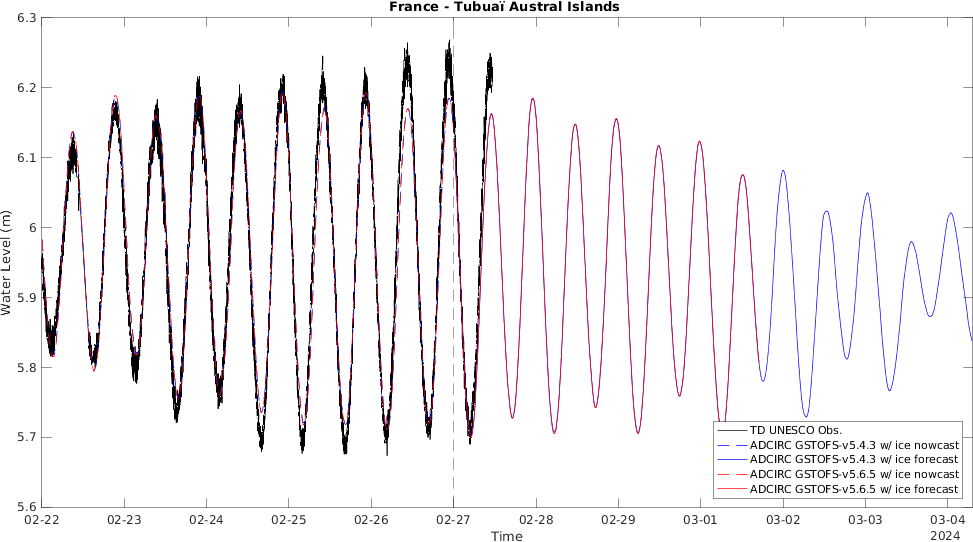 France - Tubuaï Austral Islands
6.3
6.2
6.1
6
5.9
5.8
5.7
5.6
Water Level (m)
TD UNESCO Obs.
ADCIRC GSTOFS-v5.4.3 w/ ice nowcast
ADCIRC GSTOFS-v5.4.3 w/ ice forecast
ADCIRC GSTOFS-v5.6.5 w/ ice nowcast
ADCIRC GSTOFS-v5.6.5 w/ ice forecast
02-22 02-23 02-24 02-25 02-26 02-27 02-28 02-29 03-01 03-02 03-03 03-04
2024
Time